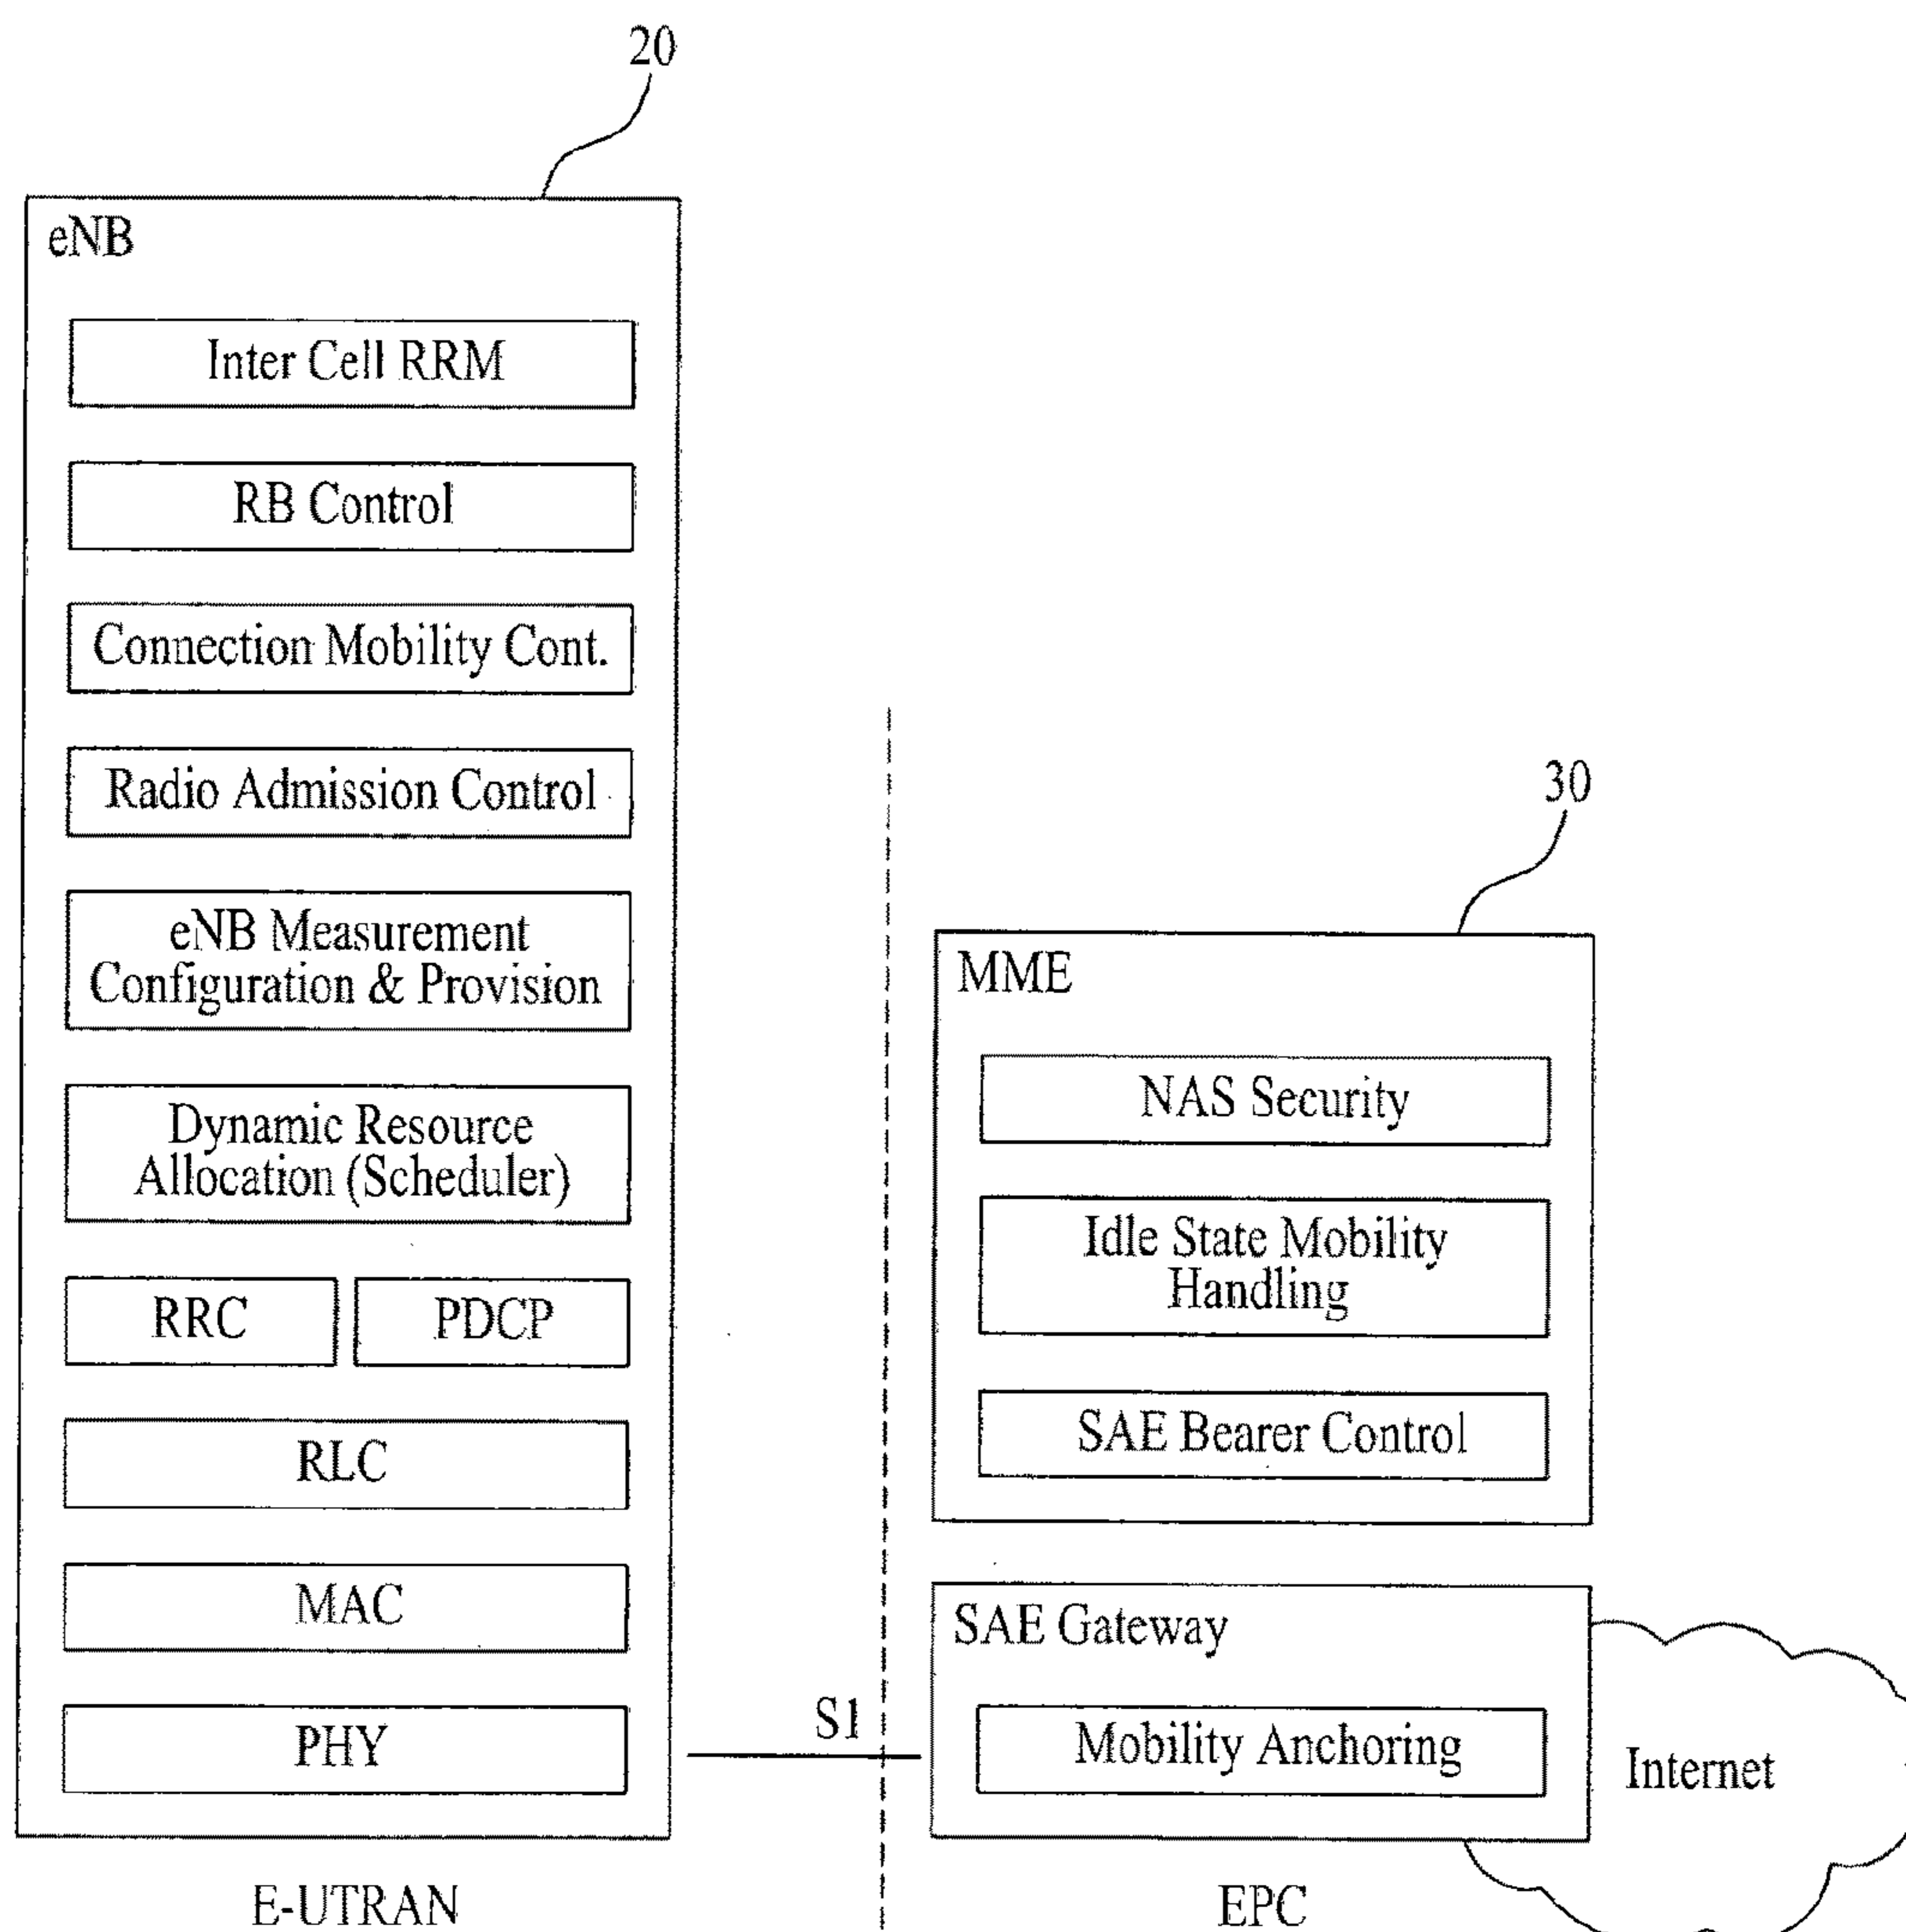 20
eNB
Inter Cell RRM
RB Control
Connection Mobility Cont.
Radio Admission Control
eNB Measurement
Configuration & Provision
Dynamic Resource
Allocation (Scheduler)
RRC
PDCP
RLC
MAC
PHY
E-UTRAN
S1
30
MME
NAS Security
Idle State Mobility
Handling
SAE Bearer Control
SAE Gateway
Mobility Anchoring
Internet
EPC